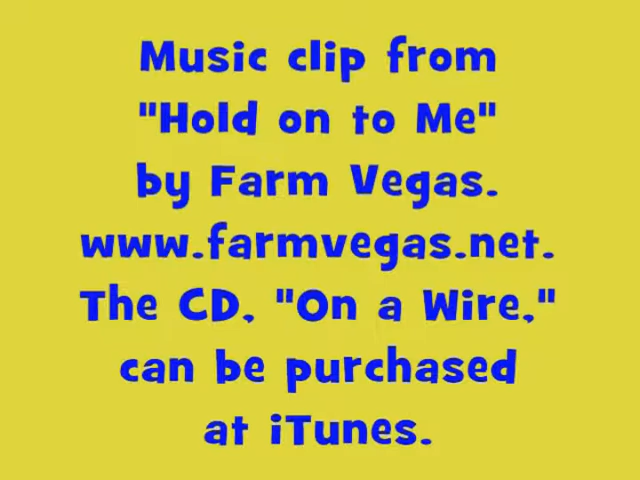 Music clip from
"Hold on to Me"
by Farm Vegas.
www.farmvegas.net.
The CD, "On a Wire,"
can be purchased
at iTunes.